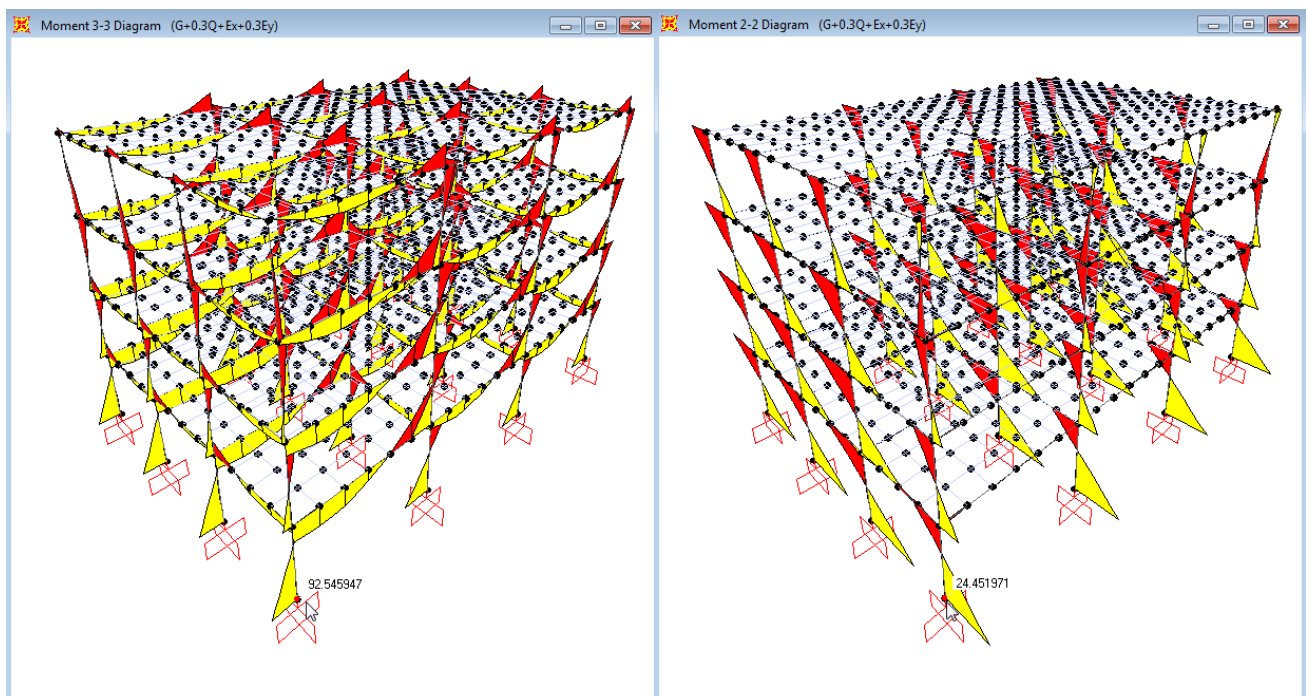 Moment 3-3 Diagram   (G+0.3Q+Ex+0.3Ey)
Moment 2-2 Diagram   (G+0.3Q+Ex+0.3Ey)
92.545947
24.451971